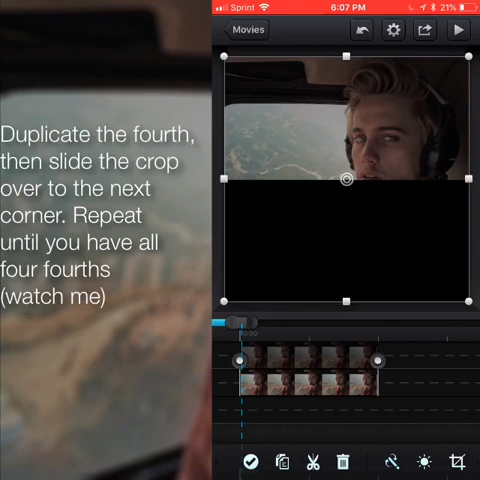 Sprint 6:07 PM 21%
Movies
Duplicate the fourth,
then slide the crop
over to the next
corner. Repeat
until you have all
four fourths
(watch me)